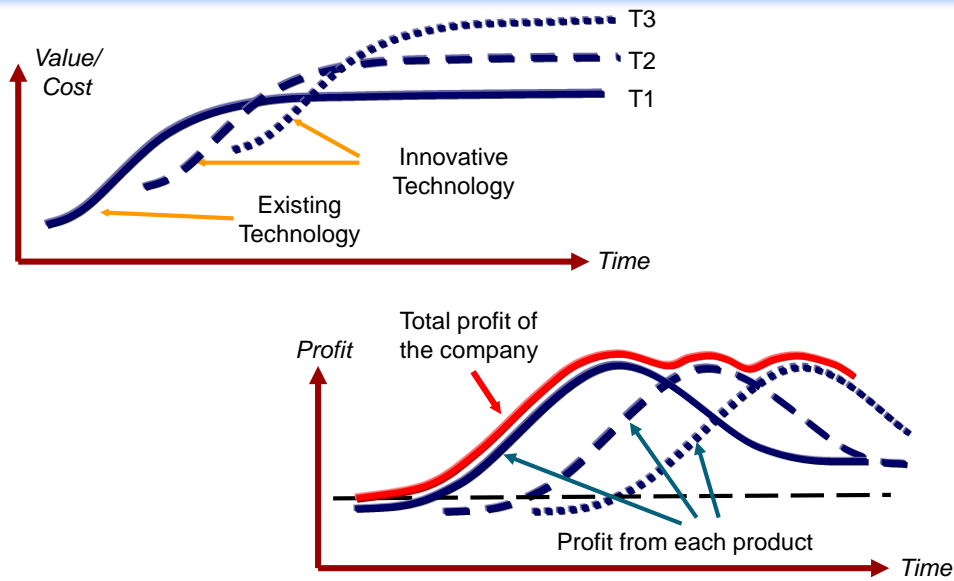 T3
Value/
Cost
T2
T1
Innovative
Technology
Existing
Technology
Time
Total profit of
the company
Profit
Profit from each product
Time